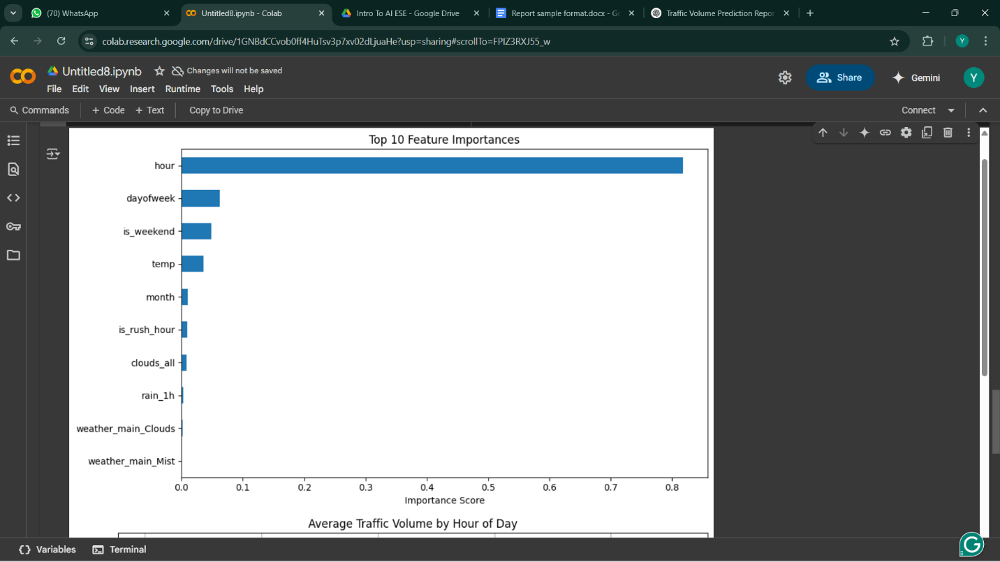 (70) WhatsApp
Untitled8.ipynb - Colab
Intro To AI ESE - Google Drive
Report sample format.docx - Go
Traffic Volume Prediction Repor
colab.research.google.com/drive/1GNBdCCvob0ff4HuTsv3p7xv02dLjuaHe?usp=sharing#scrollTo=FPIZ3RXJ55_w
Y
CO
Untitled8.ipynb
Changes will not be saved
File Edit View Insert Runtime Tools Help
Share
Gemini
Y
Commands
+ Code + Text
Copy to Drive
Connect
Top 10 Feature Importances
hour
dayofweek
is_weekend
temp
month
is_rush_hour
clouds_all
rain_1h
weather_main_Clouds
weather_main_Mist
0.0 0.1 0.2 0.3 0.4 0.5 0.6 0.7 0.8
Importance Score
Average Traffic Volume by Hour of Day
Variables
Terminal
G